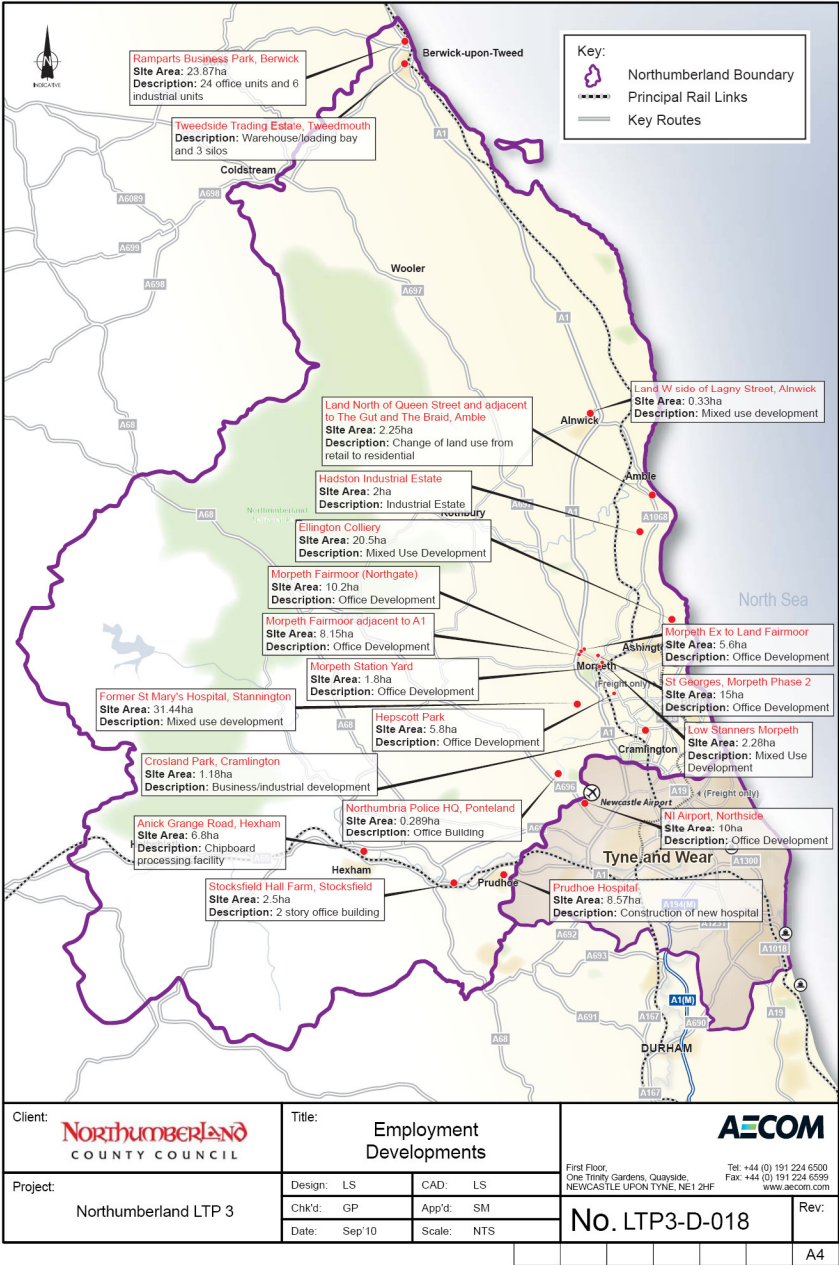 N
INDICATIVE
Key:
Northumberland Boundary
Principal Rail Links
Key Routes
Ramparts Business Park, Berwick
Site Area: 23.87ha
Description: 24 office units and 6
industrial units
Berwick-upon-Tweed
Tweedside Trading Estate, Tweedmouth
Description: Warehouse/loading bay
and 3 silos
A1
Coldstream
A698
A6089
A699
A698
Wooler
A697
A1
A68
Land W side of Lagny Street, Alnwick
Site Area: 0.33ha
Description: Mixed use development
Alnwick
Land North of Queen Street and adjacent
to The Gut and The Braid, Amble
Site Area: 2.25ha
Description: Change of land use from
retail to residential
Amble
Hadston Industrial Estate
Site Area: 2ha
Description: Industrial Estate
A697
A1
A1068
A68
Northumberland
Rothbury
Ellington Colliery
Site Area: 20.5ha
Description: Mixed Use Development
Morpeth Fairmoor (Northgate)
Site Area: 10.2ha
Description: Office Development
North Sea
Morpeth Fairmoor adjacent to A1
Site Area: 8.15ha
Description: Office Development
Morpeth Ex to Land Fairmoor
Site Area: 5.6ha
Description: Office Development
Ashingt
Morpeth
Morpeth Station Yard
Site Area: 1.8ha
Description: Office Development
(Freight only)
St Georges, Morpeth Phase 2
Site Area: 15ha
Description: Office Development
Former St Mary's Hospital, Stannington
Site Area: 31.44ha
Description: Mixed use development
A68
Hepscott Park
Site Area: 5.8ha
Description: Office Development
A1
Low Stanners Morpeth
Site Area: 2.28ha
Description: Mixed Use
Development
Cramlington
Crosland Park, Cramlington
Site Area: 1.18ha
Description: Business/industrial development
A696
A19
(Freight only)
Newcastle Airport
Northumbria Police HQ, Ponteland
Site Area: 0.289ha
Description: Office Building
NI Airport, Northside
Site Area: 10ha
Description: Office Development
Anick Grange Road, Hexham
Site Area: 6.8ha
Description: Chipboard
processing facility
Hexham
Tyne and Wear
A1300
A1
Stocksfield Hall Farm, Stocksfield
Site Area: 2.5ha
Description: 2 story office building
Prudhoe
Prudhoe Hospital
Site Area: 8.57ha
Description: Construction of new hospital
A194(M)
A1231
A692
A693
A1018
A1(M)
A691
A167
A690
A19
A68
DURHAM
A167
Client:
NORTHUMBERLAND
COUNTY COUNCIL
Title:
Employment
Developments
AECOM
First Floor,
One Trinity Gardens, Quayside,
NEWCASTLE UPON TYNE, NE1 2HF
Tel: +44 (0) 191 224 6500
Fax: +44 (0) 191 224 6599
www.aecom.com
Project:
Northumberland LTP 3
Design: LS
CAD: LS
Chk'd: GP
App'd: SM
Date: Sep'10
Scale: NTS
No. LTP3-D-018
Rev:
A4